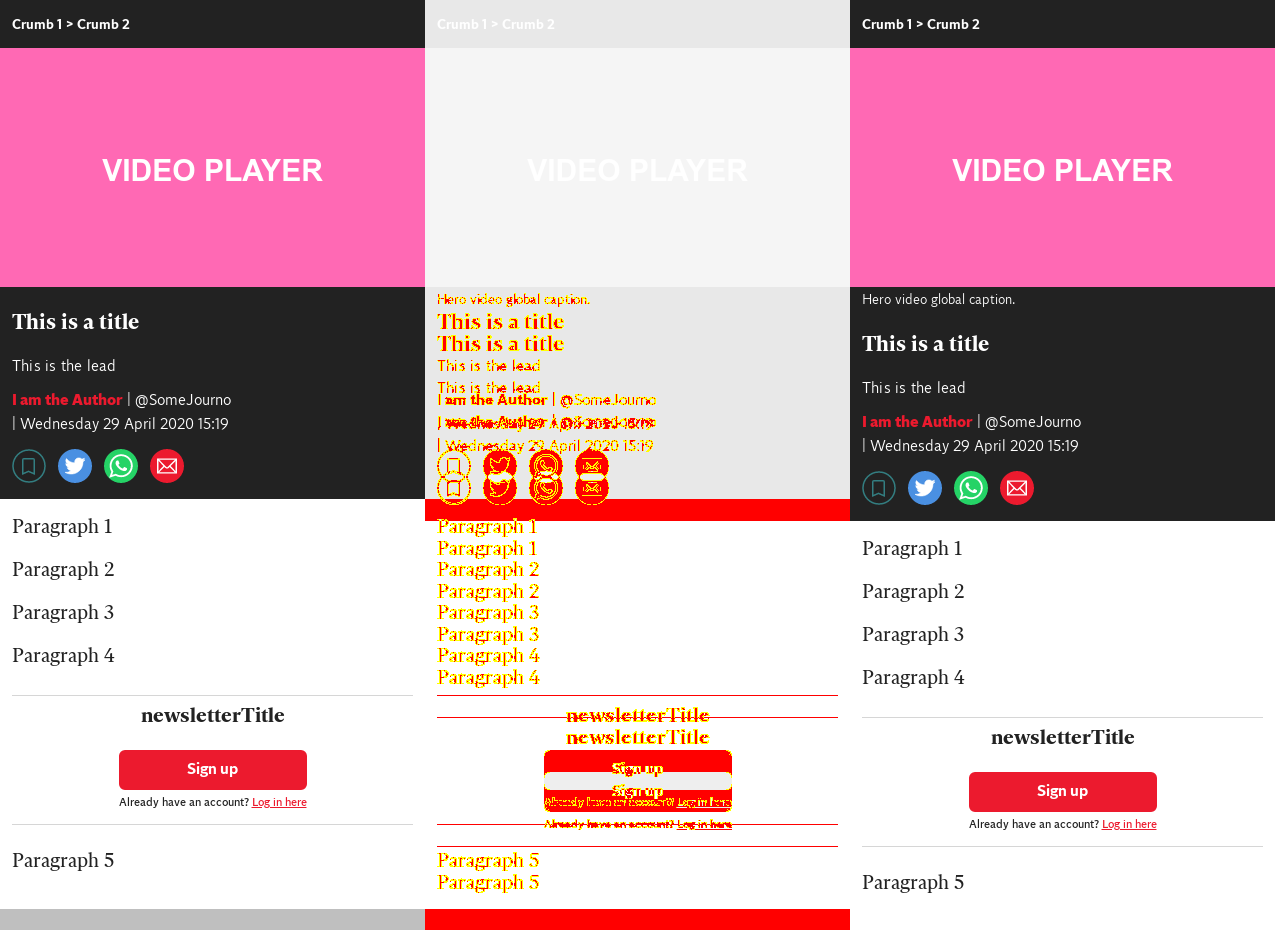 Crumb 1 > Crumb 2
VIDEO PLAYER
This is a title
This is the lead
I am the Author | @SomeJourno
| Wednesday 29 April 2020 15:19
Paragraph 1
Paragraph 2
Paragraph 3
Paragraph 4
newsletterTitle
Sign up
Already have an account? Log in here
Paragraph 5
Crumb 1 > Crumb 2
VIDEO PLAYER
Hero video global caption.
This is a title
This is a title
This is the lead
This is the lead
I am the Author | @SomeJourno
| Wednesday 29 April 2020 15:19
Paragraph 1
Paragraph 1
Paragraph 2
Paragraph 2
Paragraph 3
Paragraph 3
Paragraph 4
Paragraph 4
newsletterTitle
newsletterTitle
Sign up
Sign up
Already have an account? Log in here
Already have an account? Log in here
Paragraph 5
Paragraph 5
Crumb 1 > Crumb 2
VIDEO PLAYER
Hero video global caption.
This is a title
This is the lead
I am the Author | @SomeJourno
| Wednesday 29 April 2020 15:19
Paragraph 1
Paragraph 2
Paragraph 3
Paragraph 4
newsletterTitle
Sign up
Already have an account? Log in here
Paragraph 5